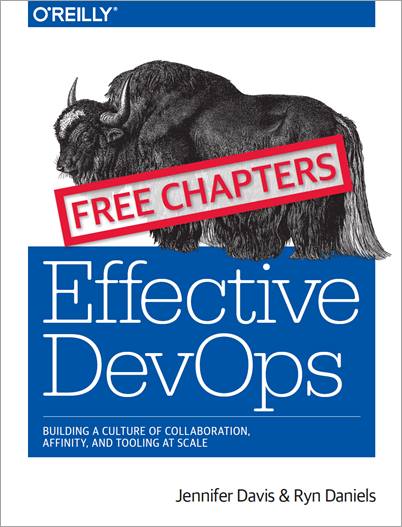 O'REILLY®
FREE CHAPTERS
Effective
DevOps
BUILDING A CULTURE OF COLLABORATION,
AFFINITY, AND TOOLING AT SCALE
Jennifer Davis & Ryn Daniels